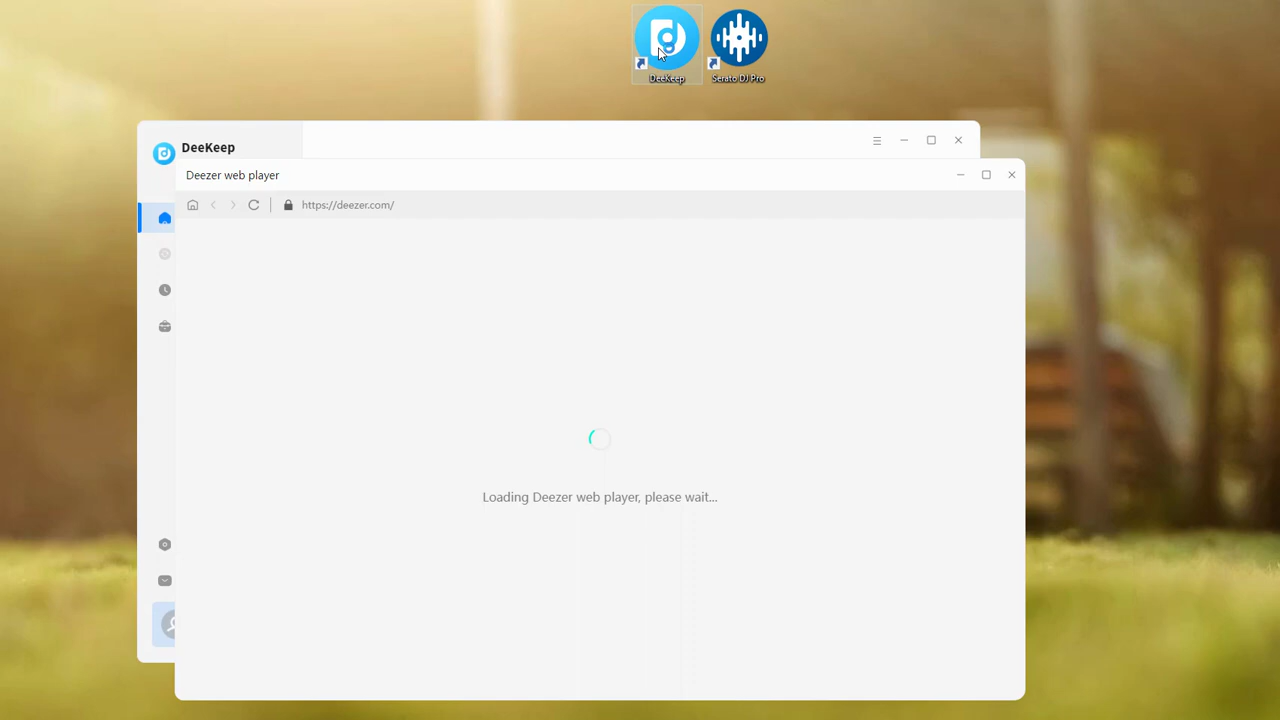 DeeKeep
Serato DJ Pro
DeeKeep
Deezer web player
https://deezer.com/
Loading Deezer web player, please wait...